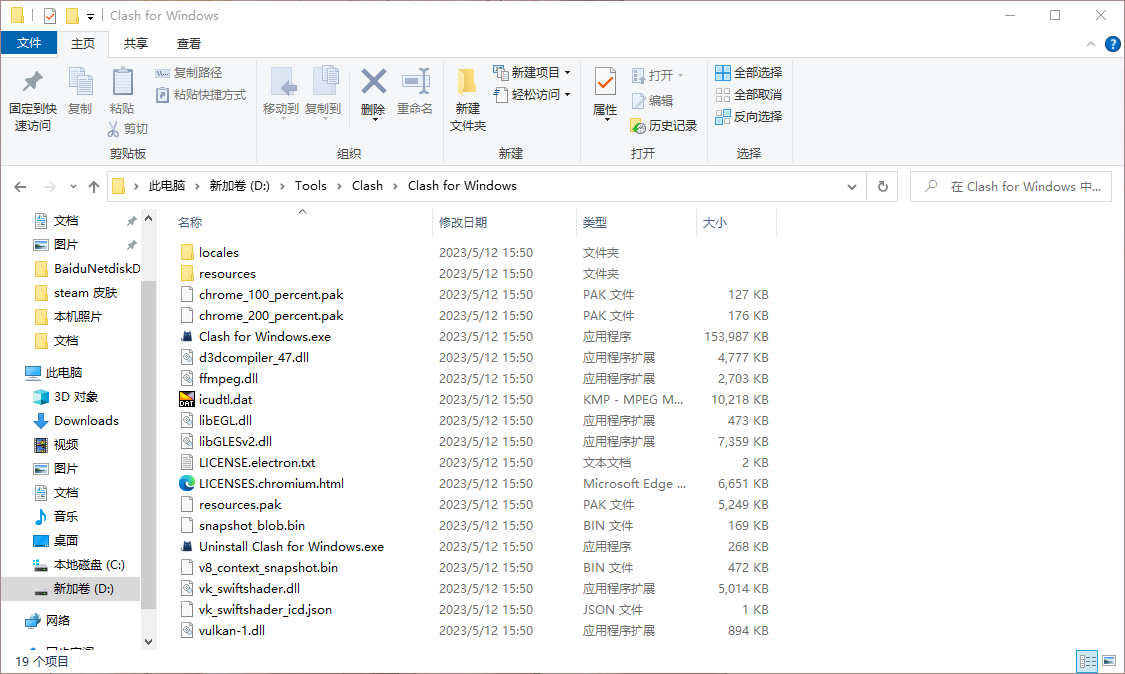 Clash for Windows
文件 主页 共享 查看
固定到快速访问
复制
粘贴
复制路径
粘贴快捷方式
剪切
剪贴板
移动到
复制到
删除
重命名
组织
新建文件夹
新建项目
轻松访问
新建
属性
打开
编辑
历史记录
打开
全部选择
全部取消
反向选择
选择
此电脑 新加卷 (D:) Tools Clash Clash for Windows
在 Clash for Windows 中...
文档
图片
BaiduNetdiskD
steam 皮肤
本机照片
文档
此电脑
3D 对象
Downloads
视频
图片
文档
音乐
桌面
本地磁盘 (C:)
新加卷 (D:)
网络
名称 修改日期 类型 大小
locales 2023/5/12 15:50 文件夹
resources 2023/5/12 15:50 文件夹
chrome_100_percent.pak 2023/5/12 15:50 PAK 文件 127 KB
chrome_200_percent.pak 2023/5/12 15:50 PAK 文件 176 KB
Clash for Windows.exe 2023/5/12 15:50 应用程序 153,987 KB
d3dcompiler_47.dll 2023/5/12 15:50 应用程序扩展 4,777 KB
ffmpeg.dll 2023/5/12 15:50 应用程序扩展 2,703 KB
DAT
icudtl.dat 2023/5/12 15:50 KMP - MPEG M... 10,218 KB
libEGL.dll 2023/5/12 15:50 应用程序扩展 473 KB
libGLESv2.dll 2023/5/12 15:50 应用程序扩展 7,359 KB
LICENSE.electron.txt 2023/5/12 15:50 文本文档 2 KB
LICENSES.chromium.html 2023/5/12 15:50 Microsoft Edge ... 6,651 KB
resources.pak 2023/5/12 15:50 PAK 文件 5,249 KB
snapshot_blob.bin 2023/5/12 15:50 BIN 文件 169 KB
Uninstall Clash for Windows.exe 2023/5/12 15:50 应用程序 268 KB
v8_context_snapshot.bin 2023/5/12 15:50 BIN 文件 472 KB
vk_swiftshader.dll 2023/5/12 15:50 应用程序扩展 5,014 KB
vk_swiftshader_icd.json 2023/5/12 15:50 JSON 文件 1 KB
vulkan-1.dll 2023/5/12 15:50 应用程序扩展 894 KB
19 个项目